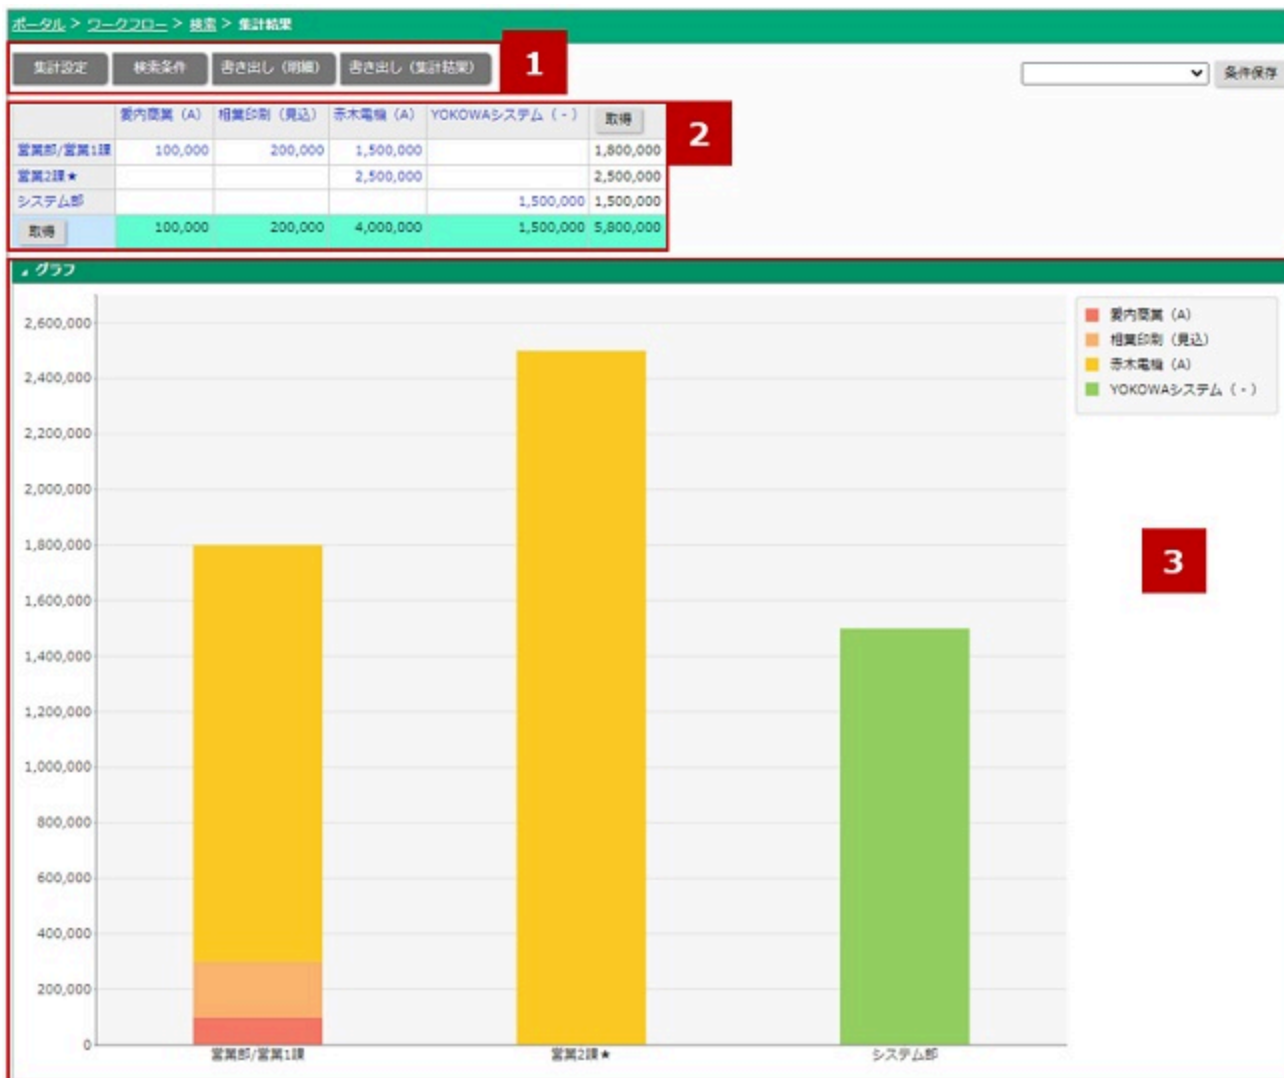 ポータル > ワークフロー > 検索 > 集計結果
集計設定 検索条件 書き出し（明細） 書き出し（集計結果） 1
条件保存
愛内商業（A） 相葉印刷（見込） 赤木電機（A） YOKOWAシステム（-） 取得
2
営業部/営業1課 100,000 200,000 1,500,000 1,800,000
営業2課★ 2,500,000 2,500,000
システム部 1,500,000 1,500,000
取得 100,000 200,000 4,000,000 1,500,000 5,800,000
グラフ
愛内商業（A）
相葉印刷（見込）
赤木電機（A）
YOKOWAシステム（-）
2,600,000
2,400,000
2,200,000
2,000,000
1,800,000
1,600,000
1,400,000
1,200,000
1,000,000
800,000
600,000
400,000
200,000
0
3
営業部/営業1課 営業2課★ システム部